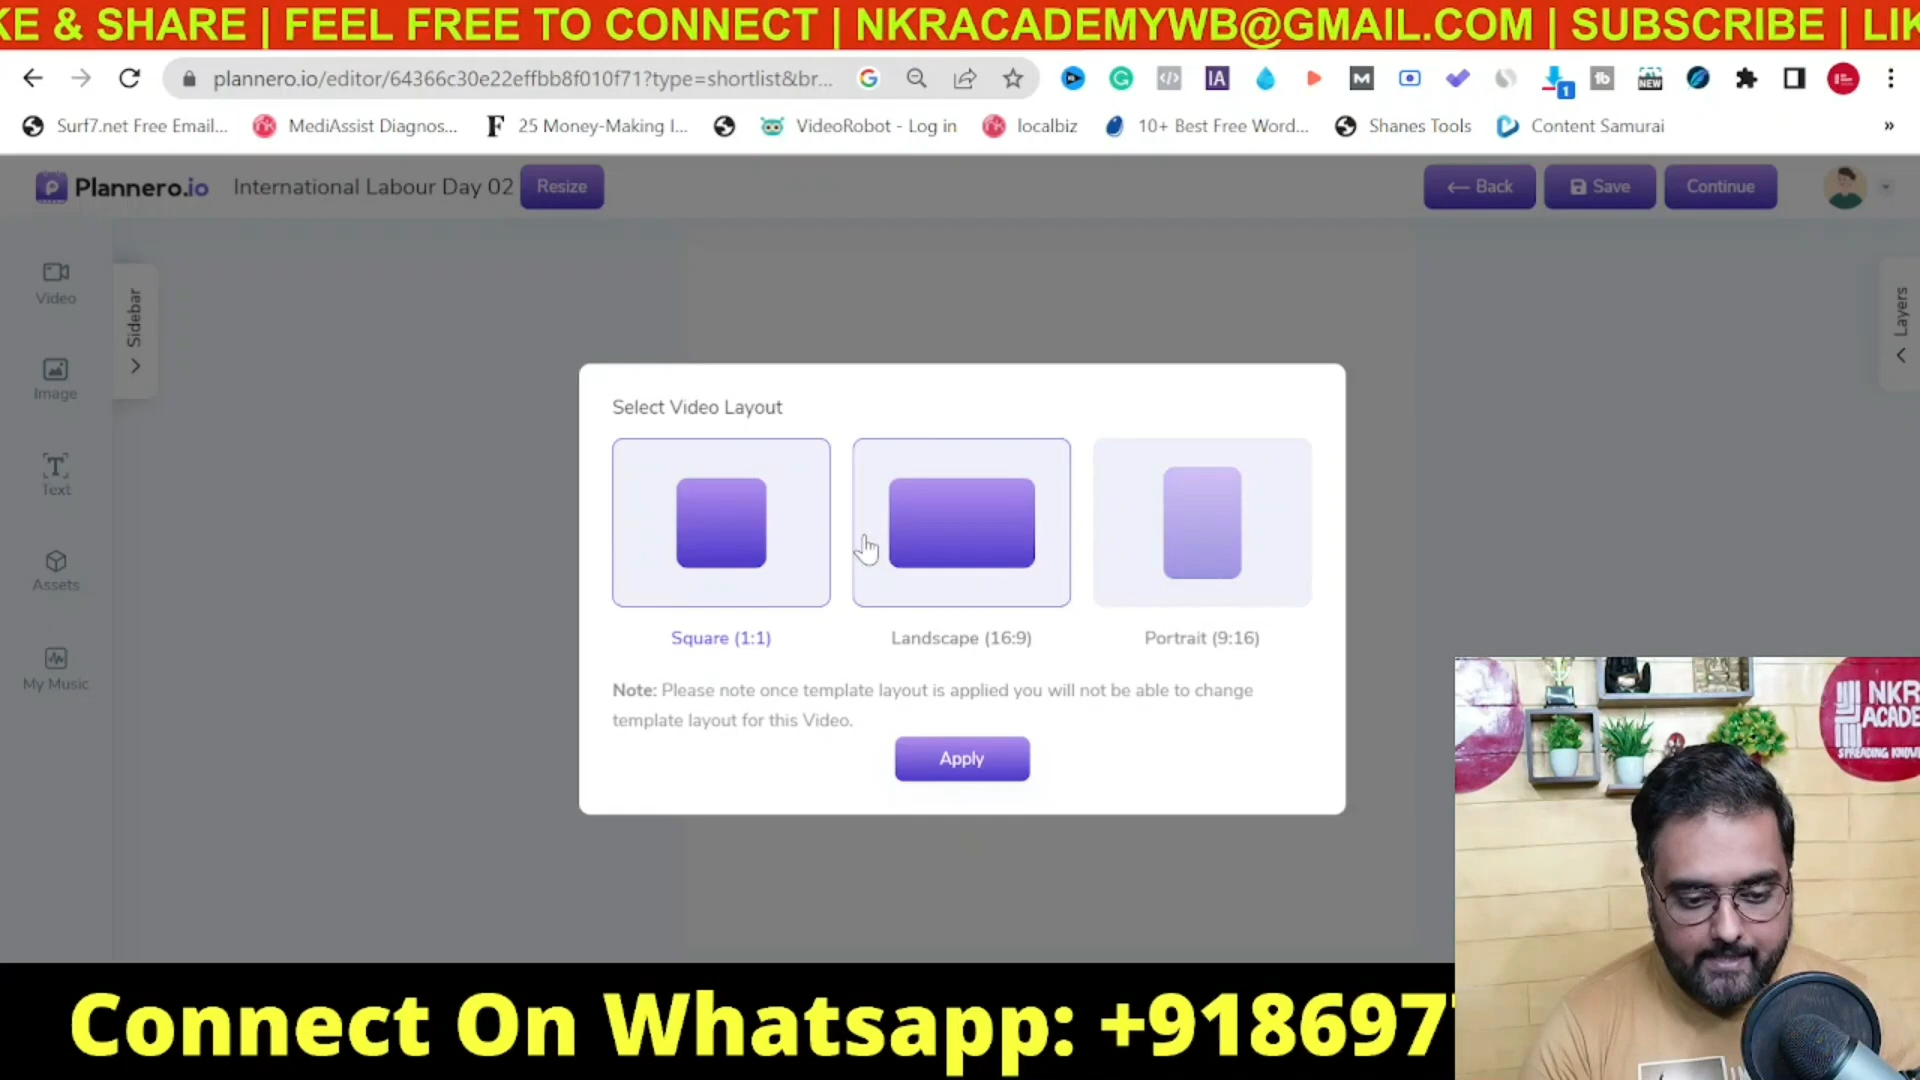 KE & SHARE | FEEL FREE TO CONNECT | NKRACADEMYWB@GMAIL.COM | SUBSCRIBE | LIK
plannero.io/editor/64366c30e22effbb8f010f71?type=shortlist&br...
Surf7.net Free Email... MediAssist Diagnos... 25 Money-Making I... VideoRobot - Log in localbiz 10+ Best Free Word... Shanes Tools Content Samurai »
Plannero.io International Labour Day 02 Resize Back Save Continue
Video
Image
Text
Assets
My Music
Sidebar
Layers
Select Video Layout
Square (1:1) Landscape (16:9) Portrait (9:16)
Note: Please note once template layout is applied you will not be able to change
template layout for this Video.
Apply
NKR
ACADE
SPREADING KNOW
Connect On Whatsapp: +918697